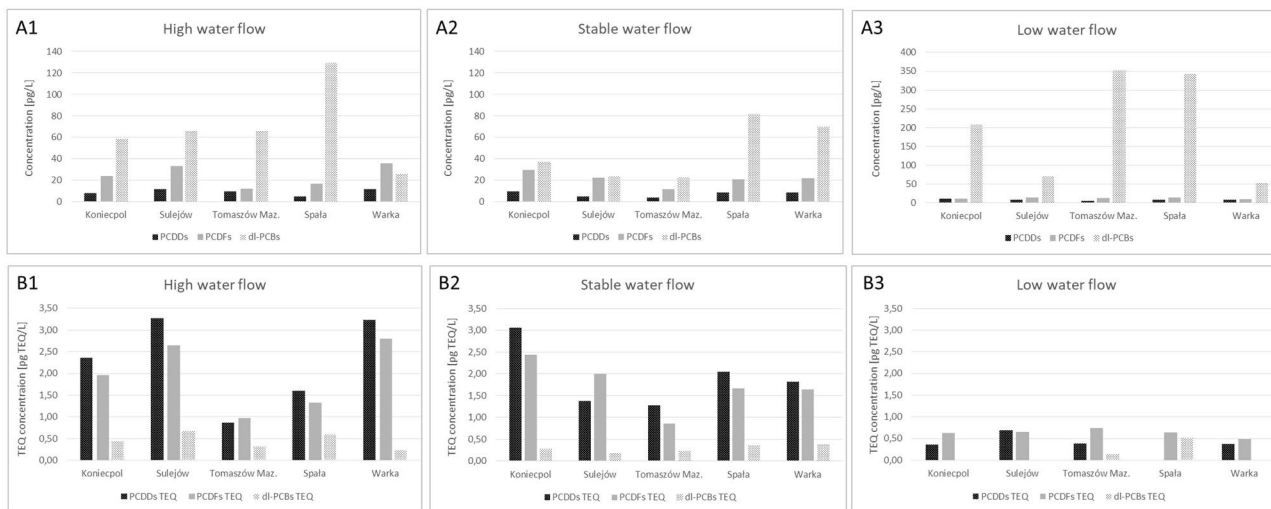 A1
High water flow
Concentration [pg/L]
140
120
100
80
60
40
20
0
Koniecpol Sulejów Tomaszów Maz. Spała Warka
PCDDs PCDFs dl-PCBs
A2
Stable water flow
Concentration [pg/L]
140
120
100
80
60
40
20
0
Koniecpol Sulejów Tomaszów Maz. Spała Warka
PCDDs PCDFs dl-PCBs
A3
Low water flow
Concentration [pg/L]
400
350
300
250
200
150
100
50
0
Koniecpol Sulejów Tomaszów Maz. Spała Warka
PCDDs PCDFs dl-PCBs
B1
High water flow
TEQ concentraion [pg TEQ/L]
3,50
3,00
2,50
2,00
1,50
1,00
0,50
0,00
Koniecpol Sulejów Tomaszów Maz. Spała Warka
PCDDs TEQ PCDFs TEQ dl-PCBs TEQ
B2
Stable water flow
TEQ concentration [pg TEQ/L]
3,50
3,00
2,50
2,00
1,50
1,00
0,50
0,00
Koniecpol Sulejów Tomaszów Maz. Spała Warka
PCDDs TEQ PCDFs TEQ dl-PCBs TEQ
B3
Low water flow
TEQ concentration [pg TEQ/L]
3,50
3,00
2,50
2,00
1,50
1,00
0,50
0,00
Koniecpol Sulejów Tomaszów Maz. Spała Warka
PCDDs TEQ PCDFs TEQ dl-PCBs TEQ